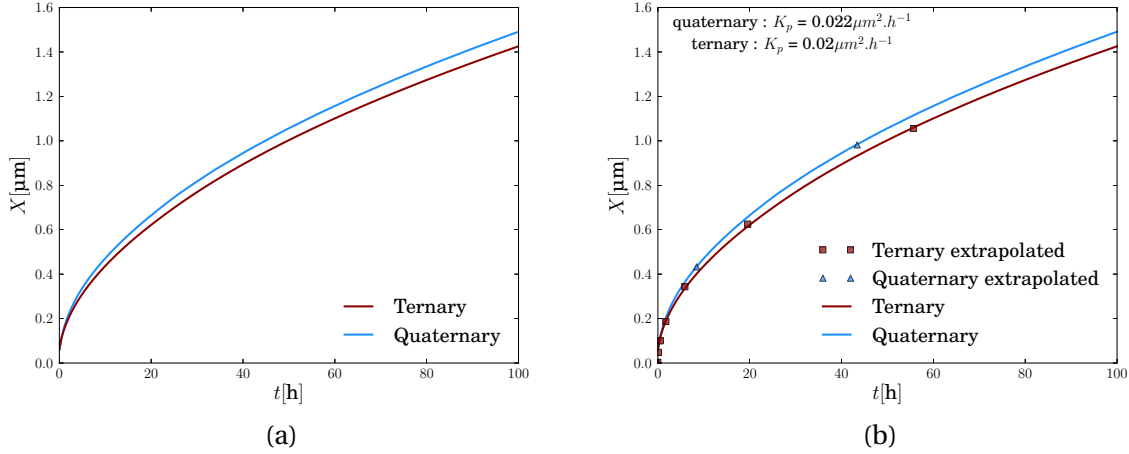 1.6
1.4
1.2
1.0
0.8
0.6
0.4
0.2
0.0
X[µm]
Ternary
Quaternary
0 20 40 60 80 100
t[h]
(a)
quaternary : K_p = 0.022µm².h⁻¹
ternary : K_p = 0.02µm².h⁻¹
1.6
1.4
1.2
1.0
0.8
0.6
0.4
0.2
0.0
X[µm]
Ternary extrapolated
Quaternary extrapolated
Ternary
Quaternary
0 20 40 60 80 100
t[h]
(b)